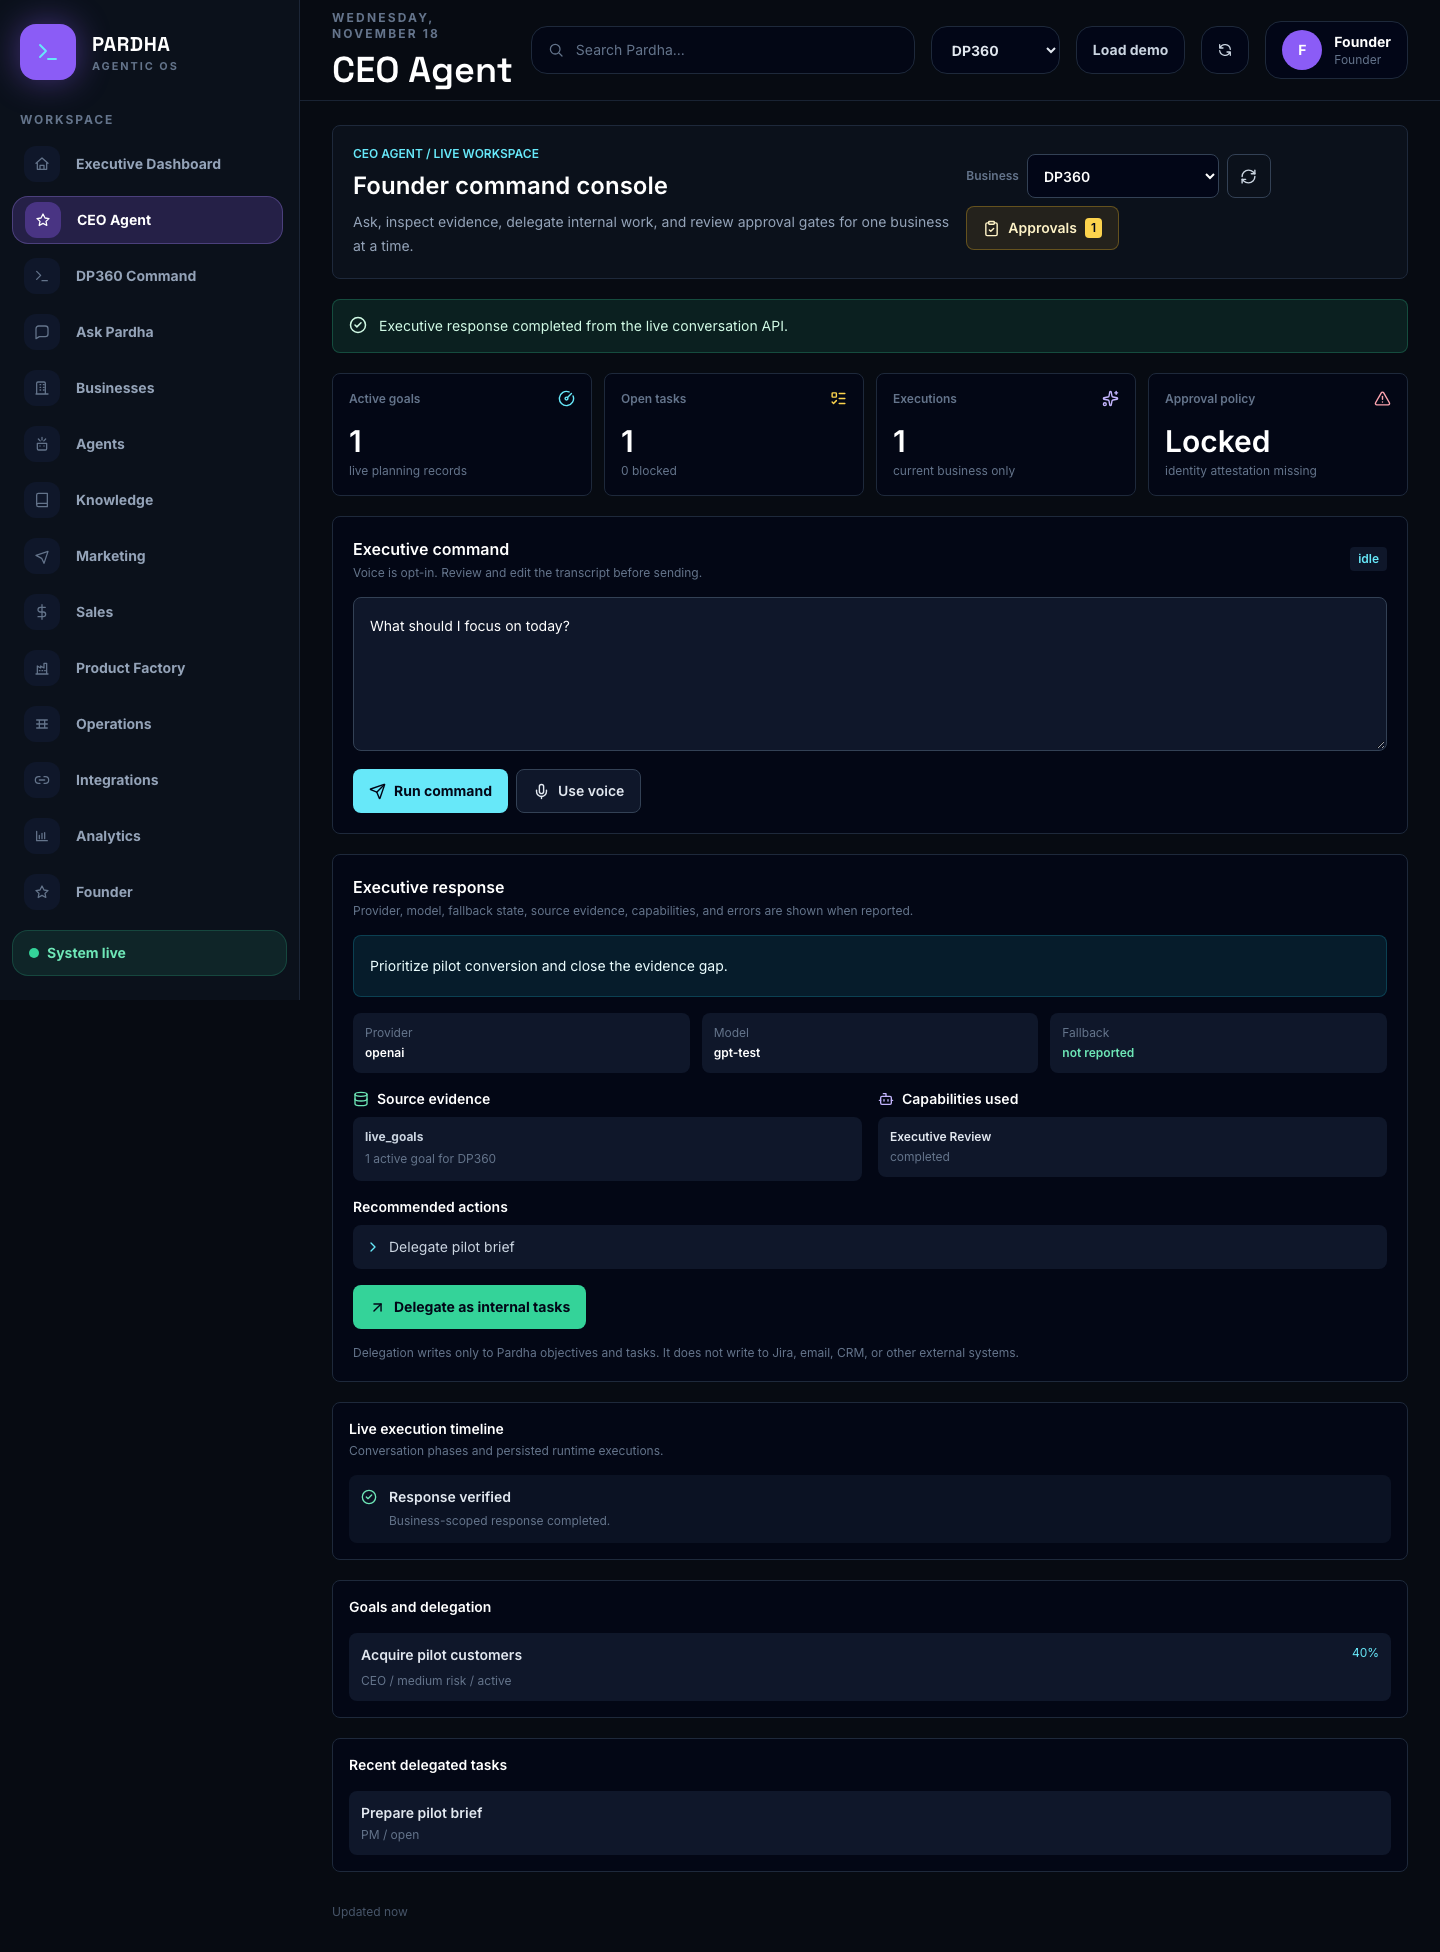 PARDHA
AGENTIC OS
WORKSPACE
Executive Dashboard
CEO Agent
DP360 Command
Ask Pardha
Businesses
Agents
Knowledge
Marketing
Sales
Product Factory
Operations
Integrations
Analytics
Founder
System live
WEDNESDAY,
NOVEMBER 18
CEO Agent
Search Pardha...
DP360
Load demo
F
Founder
Founder
CEO AGENT / LIVE WORKSPACE
Founder command console
Ask, inspect evidence, delegate internal work, and review approval gates for one business
at a time.
Business
DP360
Approvals 1
Executive response completed from the live conversation API.
Active goals
1
live planning records
Open tasks
1
0 blocked
Executions
1
current business only
Approval policy
Locked
identity attestation missing
Executive command
Voice is opt-in. Review and edit the transcript before sending.
idle
What should I focus on today?
Run command
Use voice
Executive response
Provider, model, fallback state, source evidence, capabilities, and errors are shown when reported.
Prioritize pilot conversion and close the evidence gap.
Provider
openai
Model
gpt-test
Fallback
not reported
Source evidence
live_goals
1 active goal for DP360
Capabilities used
Executive Review
completed
Recommended actions
Delegate pilot brief
Delegate as internal tasks
Delegation writes only to Pardha objectives and tasks. It does not write to Jira, email, CRM, or other external systems.
Live execution timeline
Conversation phases and persisted runtime executions.
Response verified
Business-scoped response completed.
Goals and delegation
Acquire pilot customers
40%
CEO / medium risk / active
Recent delegated tasks
Prepare pilot brief
PM / open
Updated now